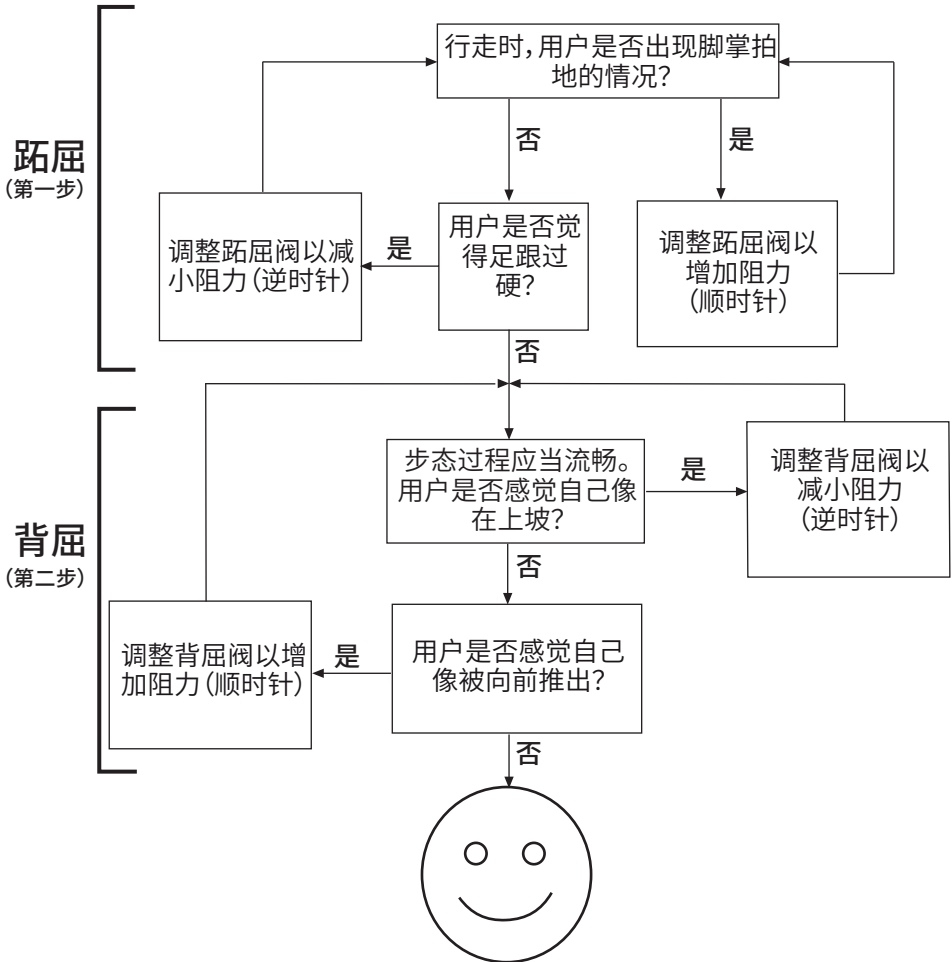 行走时，用户是否出现脚掌拍
地的情况？
否
是
跖屈
（第一步）
调整跖屈阀以减
小阻力（逆时针）
是
用户是否觉
得足跟过
硬？
调整跖屈阀以
增加阻力
（顺时针）
否
步态过程应当流畅。
用户是否感觉自己像
在上坡？
是
调整背屈阀以
减小阻力
（逆时针）
背屈
（第二步）
否
调整背屈阀以增
加阻力（顺时针）
是
用户是否感觉自己
像被向前推出？
否